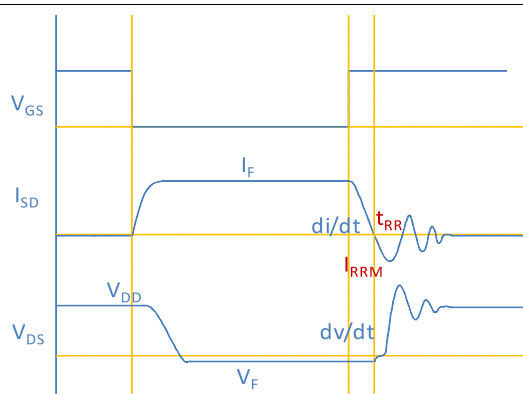 V_GS
I_F
I_SD
t_RR
di/dt
I_RRM
V_DD
V_DS
dv/dt
V_F